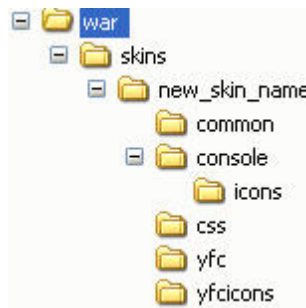 war
skins
new_skin_name
common
console
icons
css
yfc
yfcicons